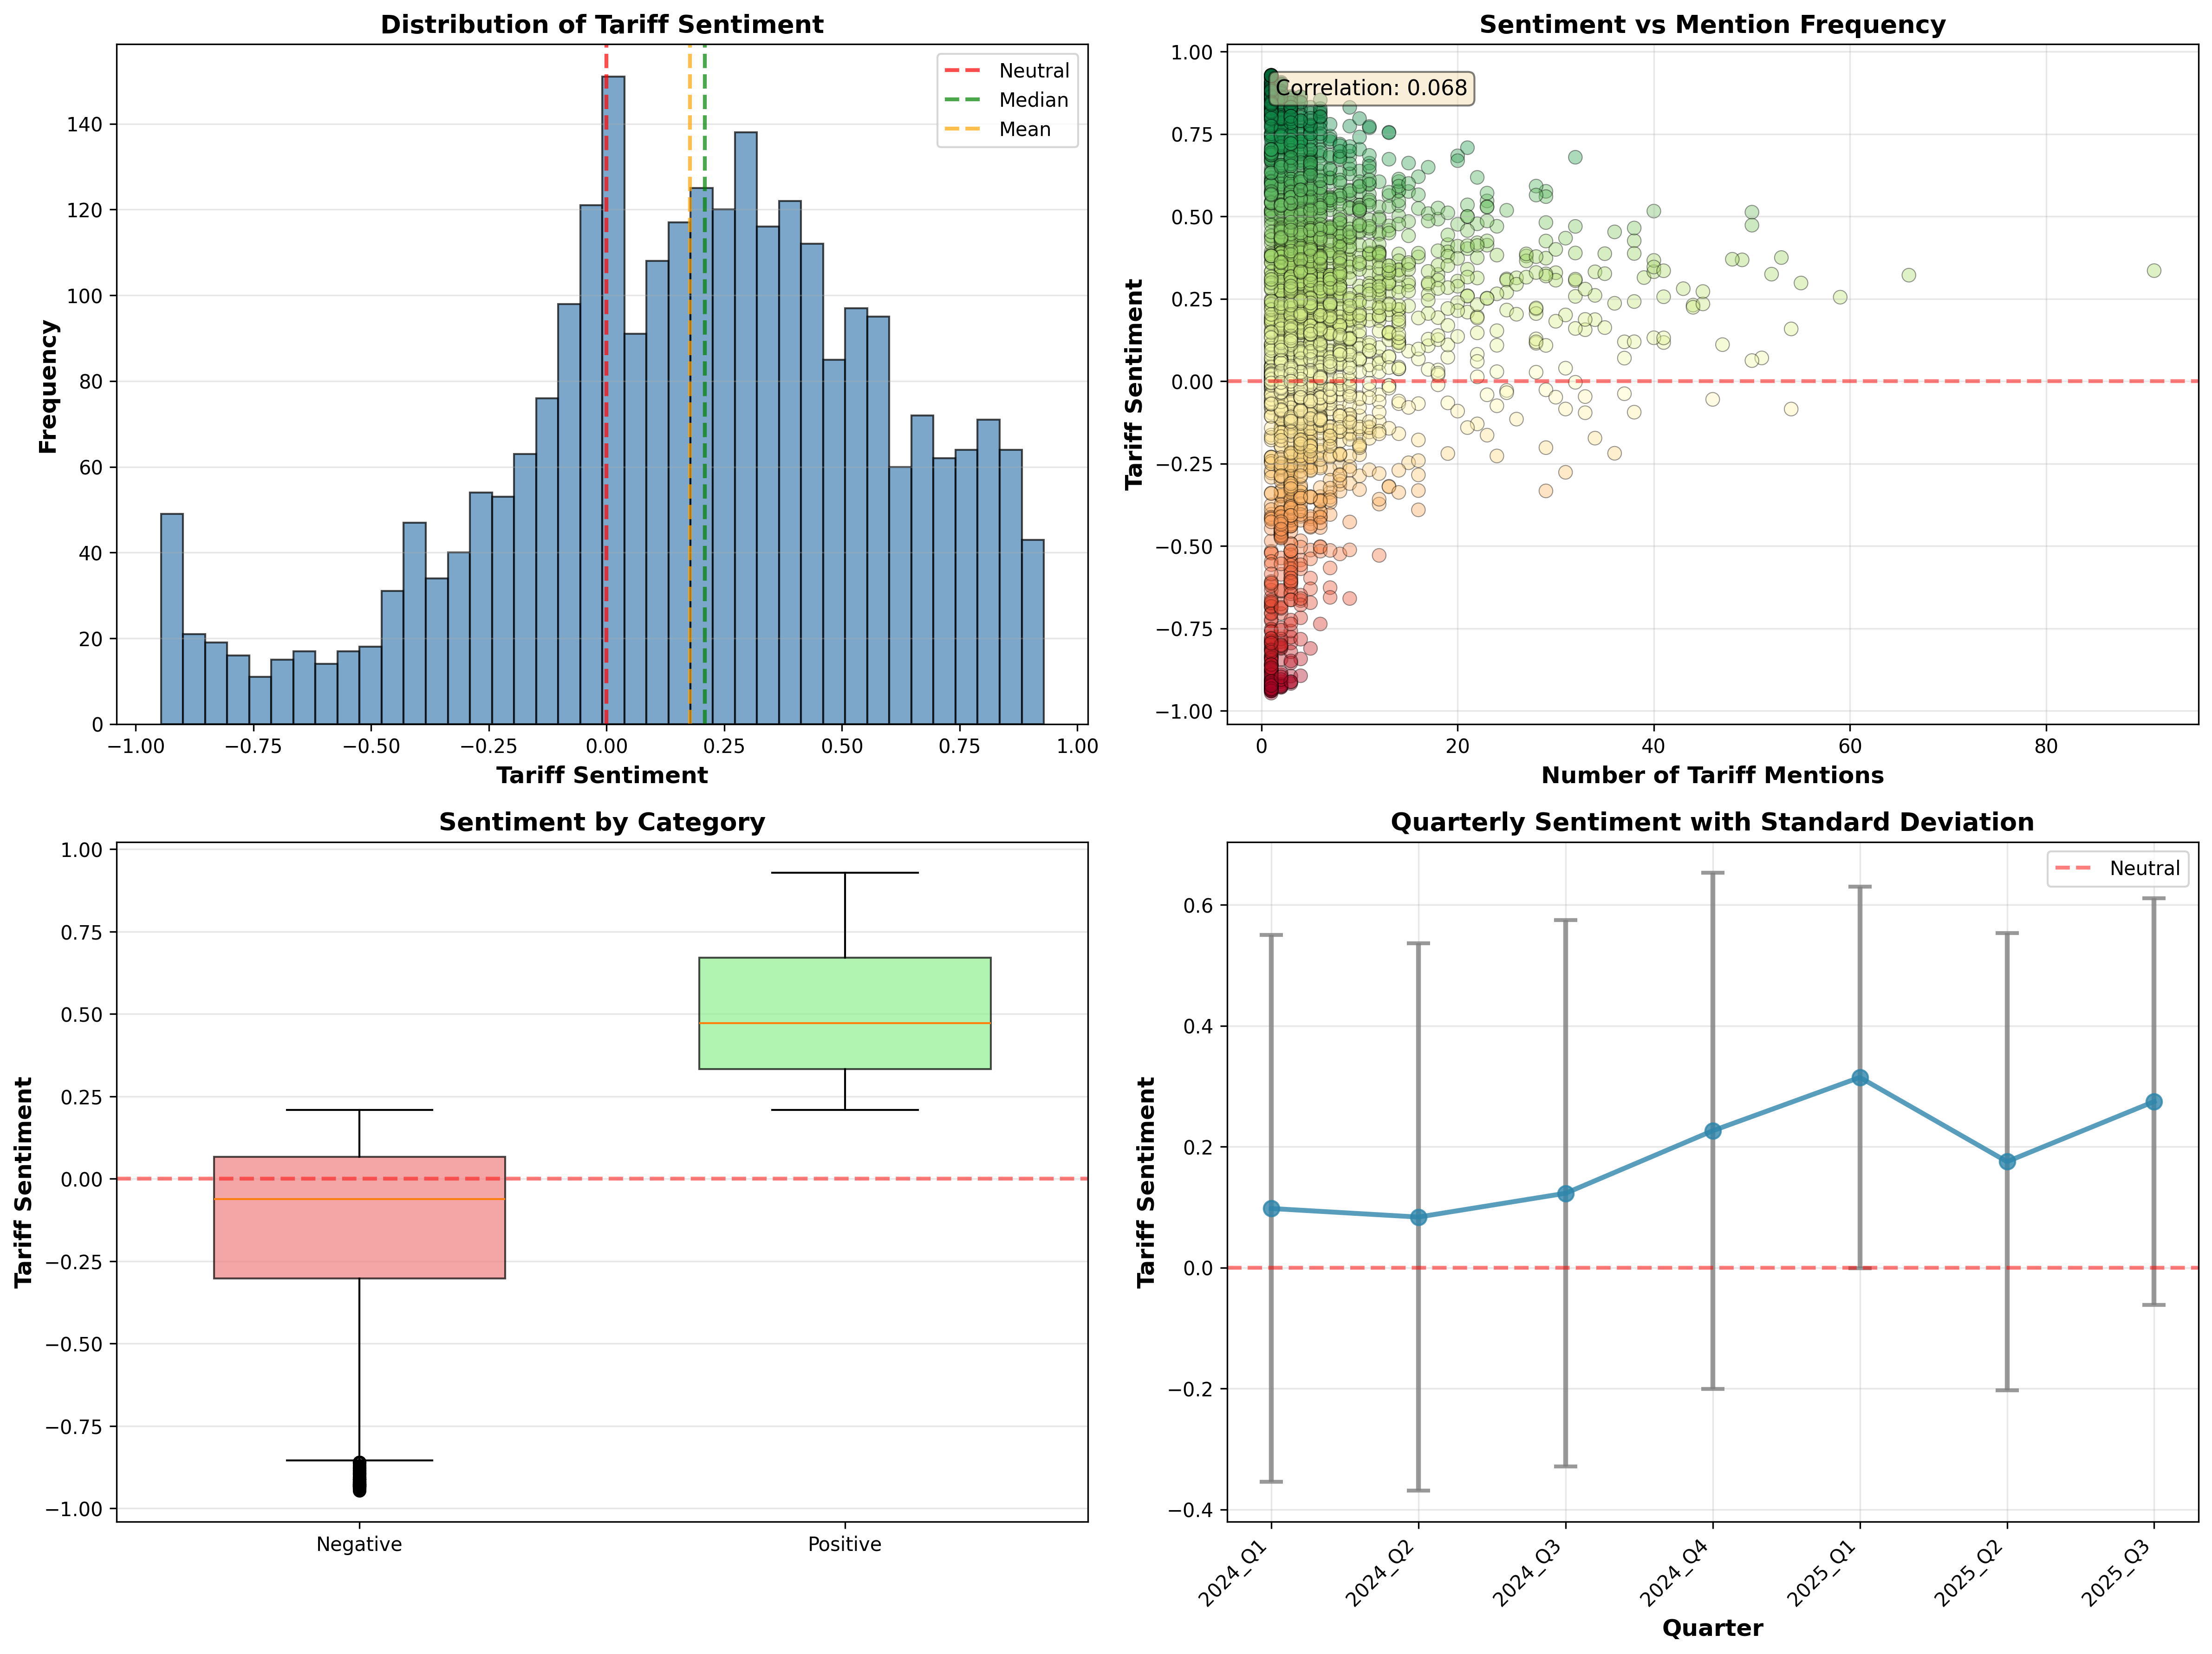 Distribution of Tariff Sentiment
Neutral
Median
Mean
Frequency
0
20
40
60
80
100
120
140
−1.00
−0.75
−0.50
−0.25
0.00
0.25
0.50
0.75
1.00
Tariff Sentiment
Sentiment vs Mention Frequency
Correlation: 0.068
Tariff Sentiment
1.00
0.75
0.50
0.25
0.00
−0.25
−0.50
−0.75
−1.00
0
20
40
60
80
Number of Tariff Mentions
Sentiment by Category
Tariff Sentiment
1.00
0.75
0.50
0.25
0.00
−0.25
−0.50
−0.75
−1.00
Negative
Positive
Quarterly Sentiment with Standard Deviation
Neutral
Tariff Sentiment
0.6
0.4
0.2
0.0
−0.2
−0.4
2024_Q1
2024_Q2
2024_Q3
2024_Q4
2025_Q1
2025_Q2
2025_Q3
Quarter